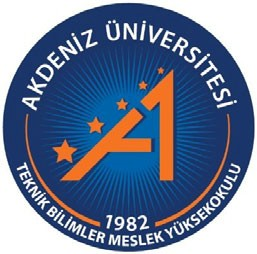 AKDENİZ ÜNİVERSİTESİ
1982
TEKNİK BİLİMLER MESLEK YÜKSEKOKULU